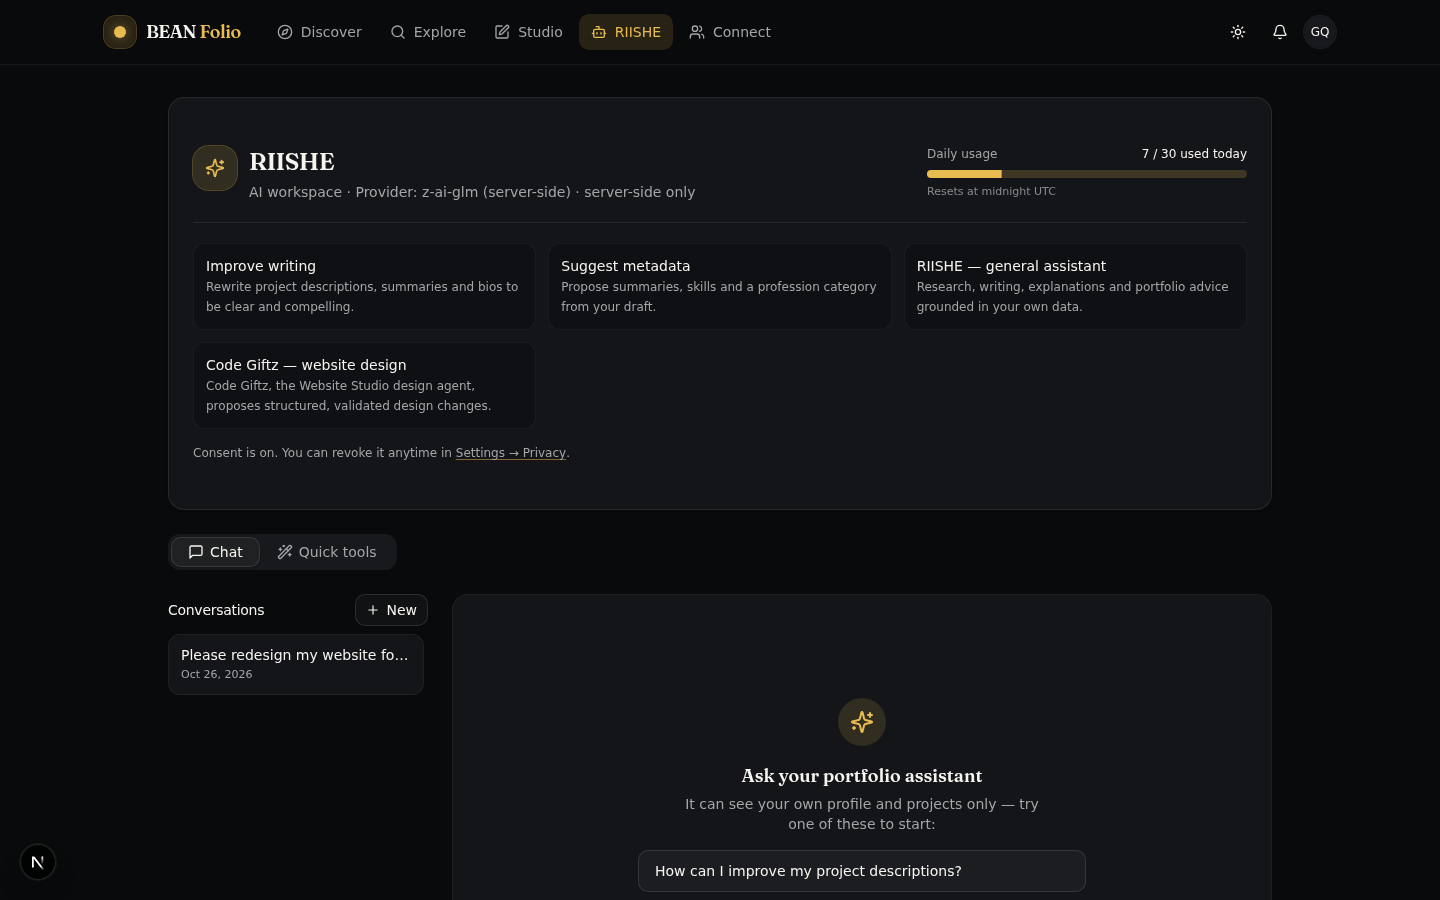 BEAN Folio
Discover
Explore
Studio
RIISHE
Connect
GQ
RIISHE
AI workspace · Provider: z-ai-glm (server-side) · server-side only
Daily usage
7 / 30 used today
Resets at midnight UTC
Improve writing
Rewrite project descriptions, summaries and bios to
be clear and compelling.
Suggest metadata
Propose summaries, skills and a profession category
from your draft.
RIISHE — general assistant
Research, writing, explanations and portfolio advice
grounded in your own data.
Code Giftz — website design
Code Giftz, the Website Studio design agent,
proposes structured, validated design changes.
Consent is on. You can revoke it anytime in Settings → Privacy.
Chat
Quick tools
Conversations
New
Please redesign my website fo...
Oct 26, 2026
Ask your portfolio assistant
It can see your own profile and projects only — try
one of these to start:
How can I improve my project descriptions?
N